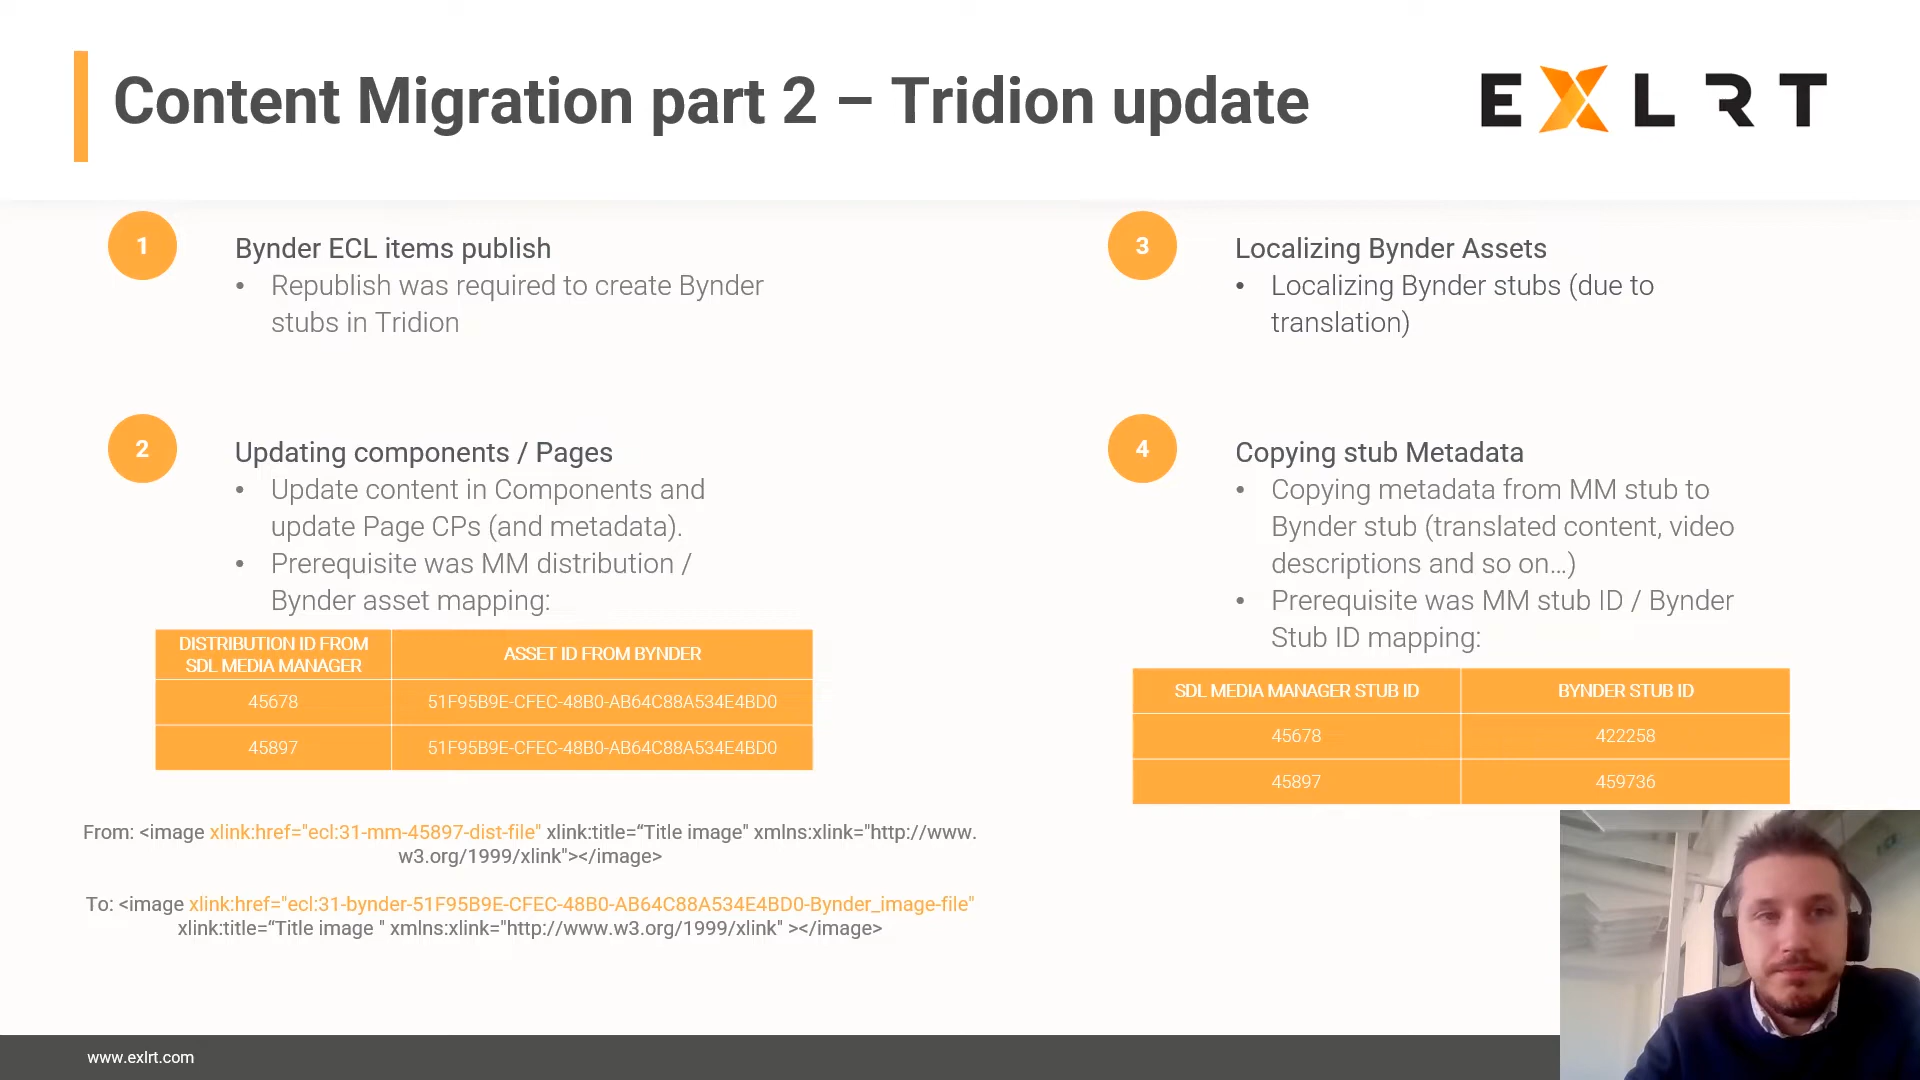 Content Migration part 2 – Tridion update
EXLRT
1
Bynder ECL items publish
• Republish was required to create Bynder
stubs in Tridion
2
Updating components / Pages
• Update content in Components and
update Page CPs (and metadata).
• Prerequisite was MM distribution /
Bynder asset mapping:
DISTRIBUTION ID FROM
SDL MEDIA MANAGER
ASSET ID FROM BYNDER
45678
51F95B9E-CFEC-48B0-AB64C88A534E4BD0
45897
51F95B9E-CFEC-48B0-AB64C88A534E4BD0
From: <image xlink:href="ecl:31-mm-45897-dist-file" xlink:title=“Title image" xmlns:xlink="http://www.
w3.org/1999/xlink"></image>
To: <image xlink:href="ecl:31-bynder-51F95B9E-CFEC-48B0-AB64C88A534E4BD0-Bynder_image-file"
xlink:title=“Title image " xmlns:xlink="http://www.w3.org/1999/xlink" ></image>
3
Localizing Bynder Assets
• Localizing Bynder stubs (due to
translation)
4
Copying stub Metadata
• Copying metadata from MM stub to
Bynder stub (translated content, video
descriptions and so on…)
• Prerequisite was MM stub ID / Bynder
Stub ID mapping:
SDL MEDIA MANAGER STUB ID
BYNDER STUB ID
45678
422258
45897
459736
www.exlrt.com